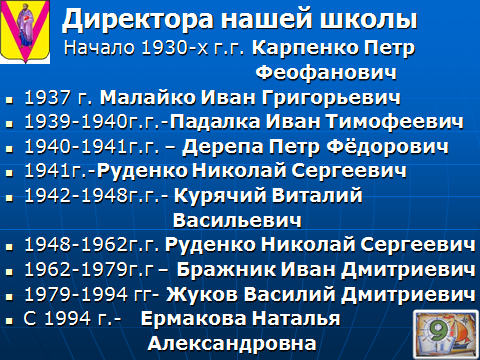 Директора нашей школы
Начало 1930-х г.г. Карпенко Петр
Феофанович
1937 г. Малайко Иван Григорьевич
1939-1940г.г.-Падалка Иван Тимофеевич
1940-1941г.г. – Дерепа Петр Фёдорович
1941г.-Руденко Николай Сергеевич
1942-1948г.г.- Курячий Виталий
Васильевич
1948-1962г.г. Руденко Николай Сергеевич
1962-1979г.г – Бражник Иван Дмитриевич
1979-1994 гг- Жуков Василий Дмитриевич
С 1994 г.- Ермакова Наталья
Александровна
9